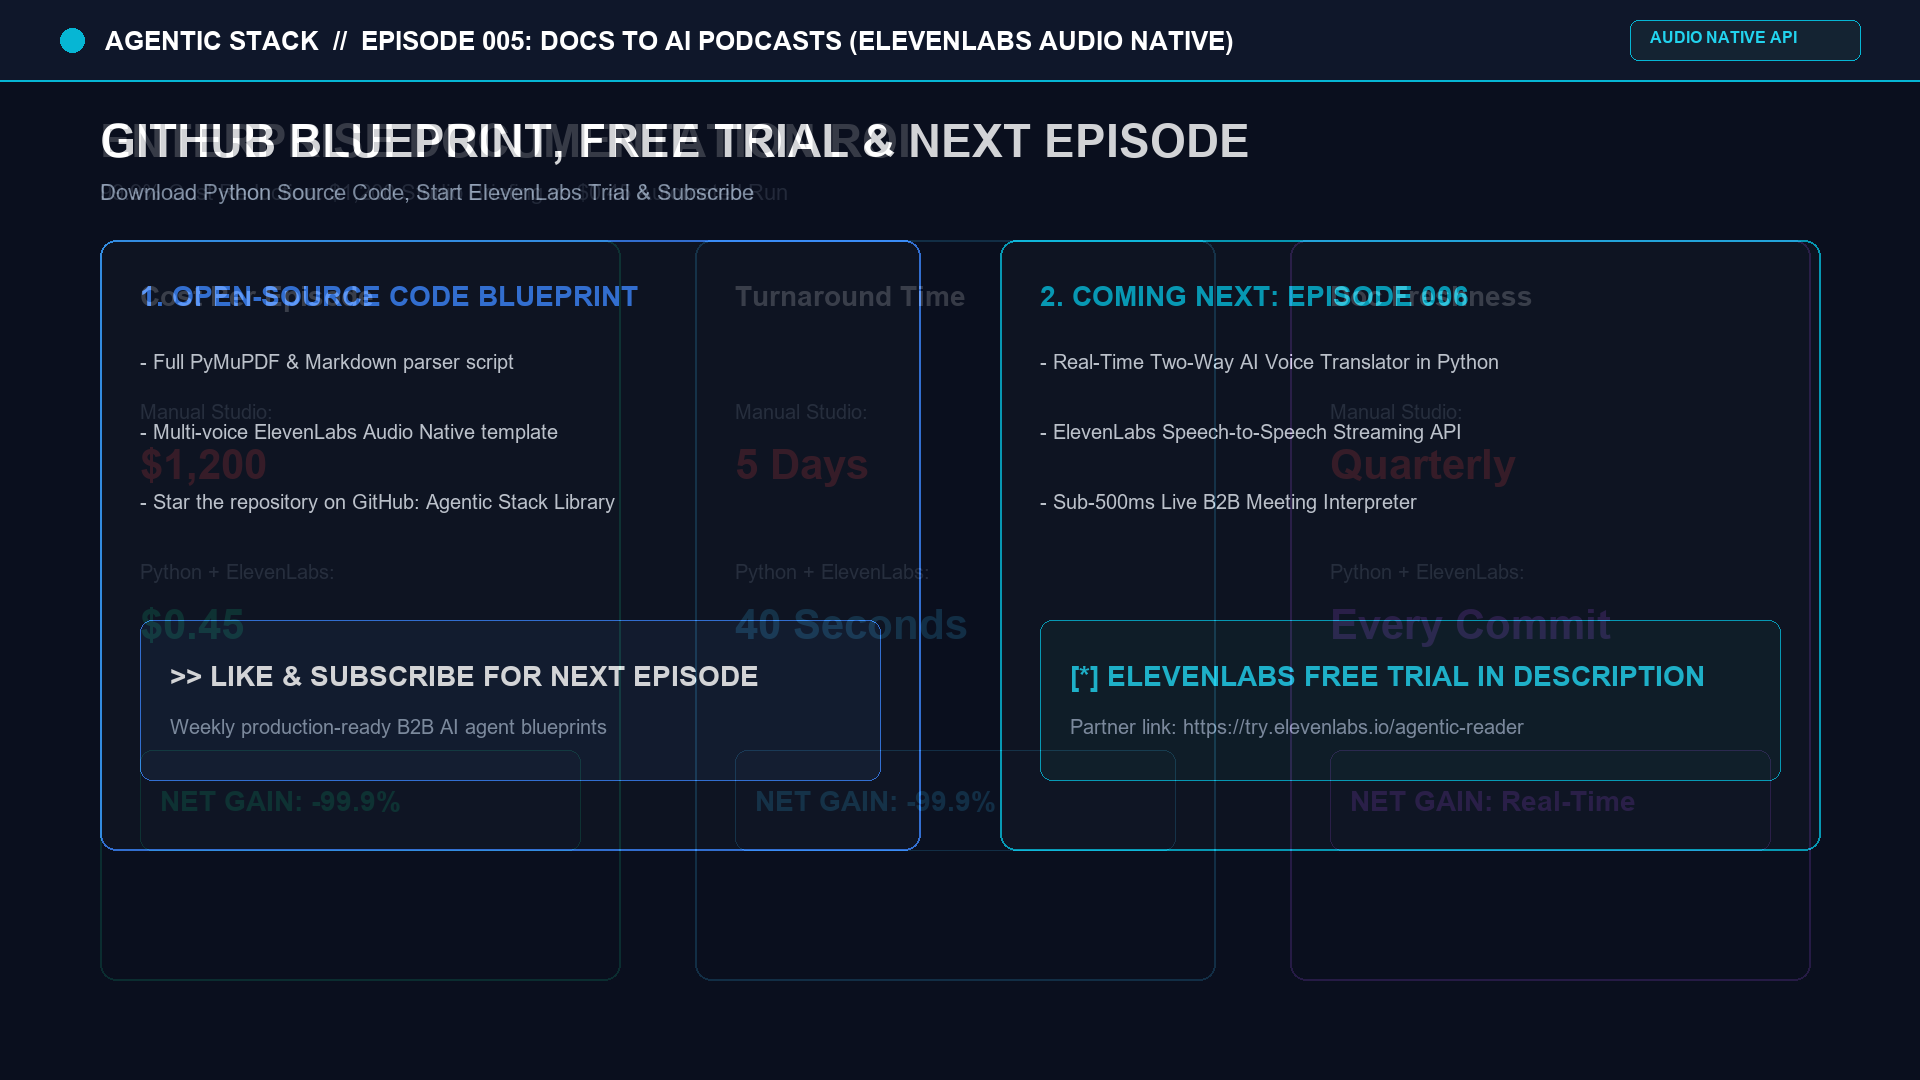 AGENTIC STACK // EPISODE 005: DOCS TO AI PODCASTS (ELEVENLABS AUDIO NATIVE)
AUDIO NATIVE API
GITHUB BLUEPRINT, FREE TRIAL & NEXT EPISODE
Download Python Source Code, Start ElevenLabs Trial & Subscribe
1. OPEN-SOURCE CODE BLUEPRINT
- Full PyMuPDF & Markdown parser script
- Multi-voice ElevenLabs Audio Native template
- Star the repository on GitHub: Agentic Stack Library
>> LIKE & SUBSCRIBE FOR NEXT EPISODE
Weekly production-ready B2B AI agent blueprints
2. COMING NEXT: EPISODE 006
- Real-Time Two-Way AI Voice Translator in Python
- ElevenLabs Speech-to-Speech Streaming API
- Sub-500ms Live B2B Meeting Interpreter
[*] ELEVENLABS FREE TRIAL IN DESCRIPTION
Partner link: https://try.elevenlabs.io/agentic-reader
Cost Per Episode
Manual Studio:
$1,200
Python + ElevenLabs:
$0.45
NET GAIN: -99.9%
Turnaround Time
Manual Studio:
5 Days
Python + ElevenLabs:
40 Seconds
NET GAIN: -99.9%
Freshness
Manual Studio:
Quarterly
Python + ElevenLabs:
Every Commit
NET GAIN: Real-Time